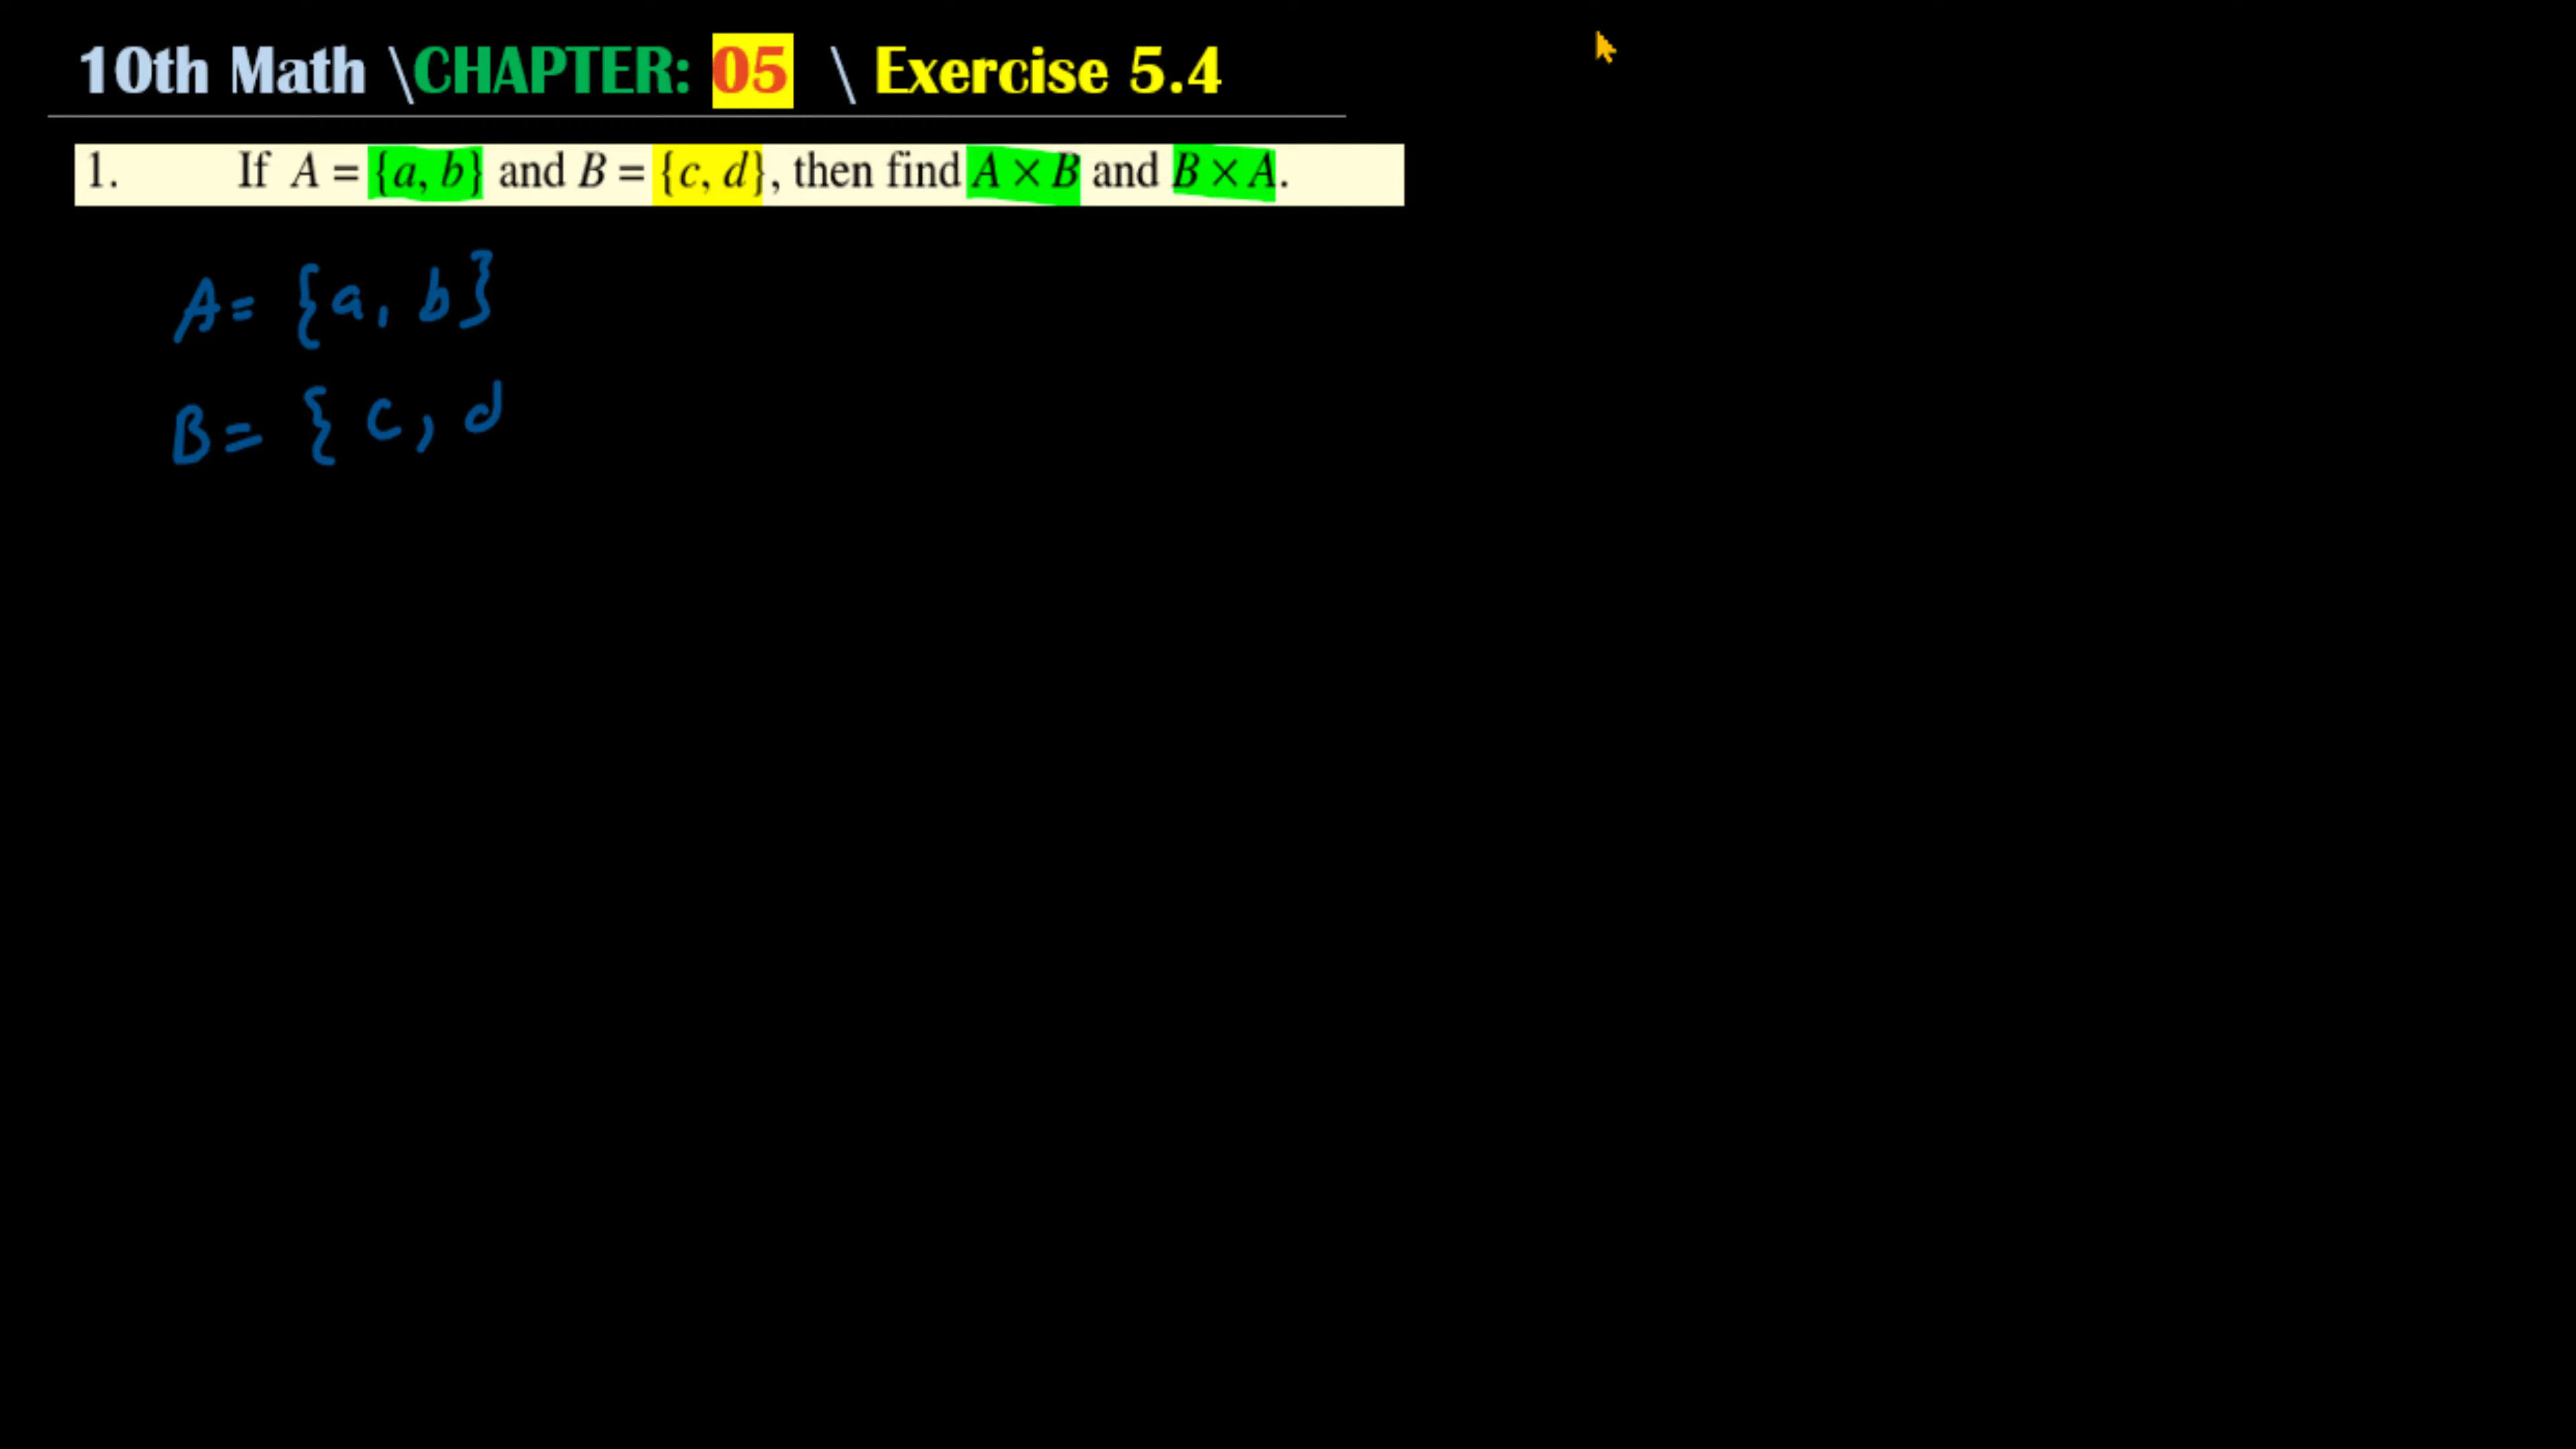 10th Math \CHAPTER: 05 \ Exercise 5.4
1. If A = {a, b} and B = {c, d}, then find A × B and B × A.
A= {a, b}
B= { c, d